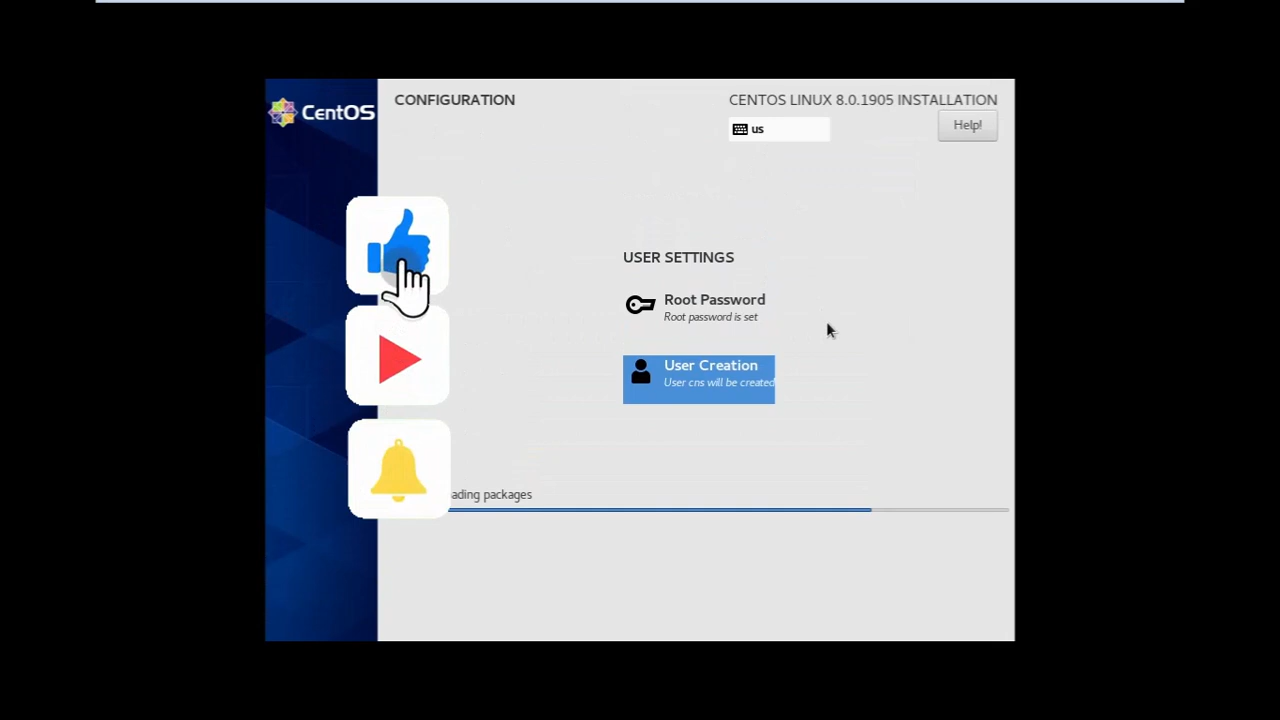 CentOS
CONFIGURATION
CENTOS LINUX 8.0.1905 INSTALLATION
us
Help!
USER SETTINGS
Root Password
Root password is set
User Creation
User cns will be created
packages